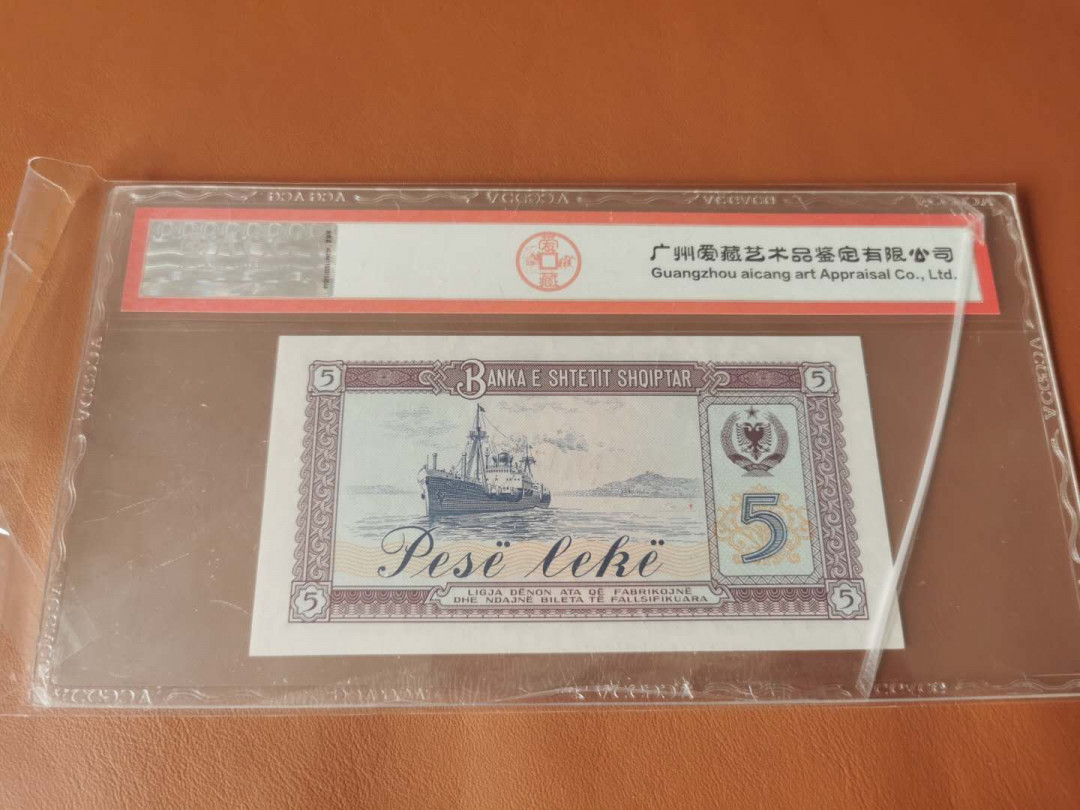 爱藏
广州爱藏艺术品鉴定有限公司
Guangzhou aicang art Appraisal Co., Ltd.
5 BANKA E SHTETIT SHQIPTAR 5
5
Pesë lekë
5 LIGJA DËNON ATA QË FABRIKOJNË 5
DHE NDAJNË BILETA TË FALLSIFIKUARA